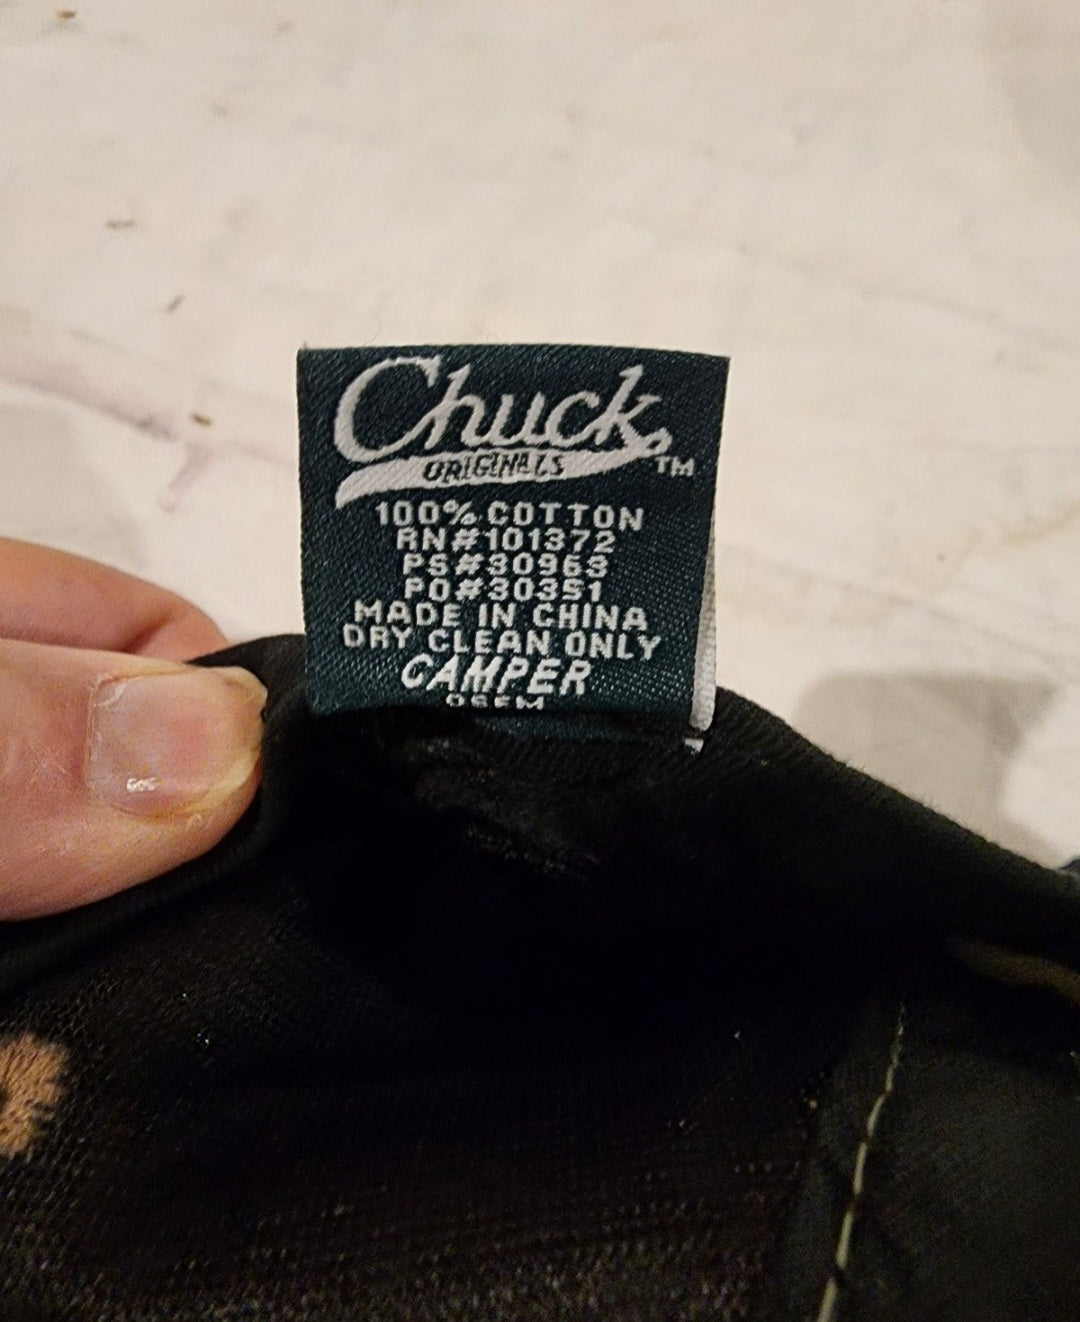 Chuck
ORIGINALS TM
100% COTTON
RN#101372
PS#30963
PO#30351
MADE IN CHINA
DRY CLEAN ONLY
CAMPER